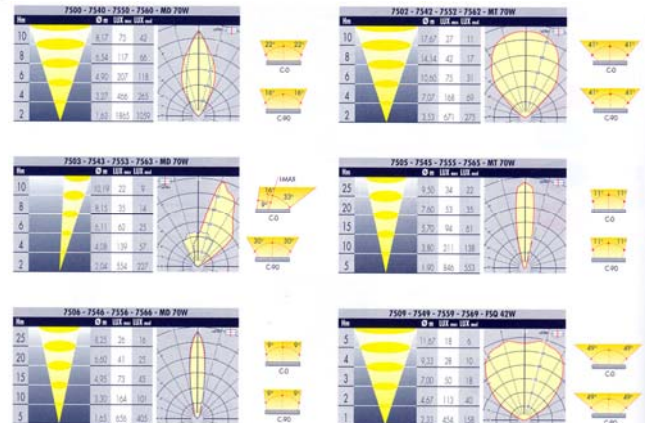 7500 - 7540 - 7550 - 7560 - MD 70W
Hm Ø m LUX max LUX med
10 8,17 75 42
8 6,54 117 66
6 4,90 207 118
4 3,27 466 265
2 1,63 1865 1059
22° 22°
C-0
16° 16°
C-90
7502 - 7542 - 7552 - 7562 - MT 70W
Hm Ø m LUX max LUX med
10 17,67 27 11
8 14,14 42 17
6 10,60 75 31
4 7,07 168 69
2 3,53 671 275
41° 41°
C-0
41° 41°
C-90
7503 - 7543 - 7553 - 7563 - MD 70W
Hm Ø m LUX max LUX med
10 10,19 22 9
8 8,15 35 14
6 6,11 62 25
4 4,08 139 57
2 2,04 554 227
IMAX
16° 33°
C-0
30° 30°
C-90
7505 - 7545 - 7555 - 7565 - MT 70W
Hm Ø m LUX max LUX med
25 9,50 34 22
20 7,60 53 35
15 5,70 94 61
10 3,80 211 138
5 1,90 846 553
11° 11°
C-0
11° 11°
C-90
7506 - 7546 - 7556 - 7566 - MD 70W
Hm Ø m LUX max LUX med
25 8,25 26 16
20 6,60 41 25
15 4,95 73 45
10 3,30 164 101
5 1,65 656 405
9° 9°
C-0
9° 9°
C-90
7509 - 7549 - 7559 - 7569 - FSQ 42W
Hm Ø m LUX max LUX med
5 11,67 18 6
4 9,33 28 10
3 7,00 50 18
2 4,67 113 40
1 2,33 454 158
49° 49°
C-0
49° 49°
C-90